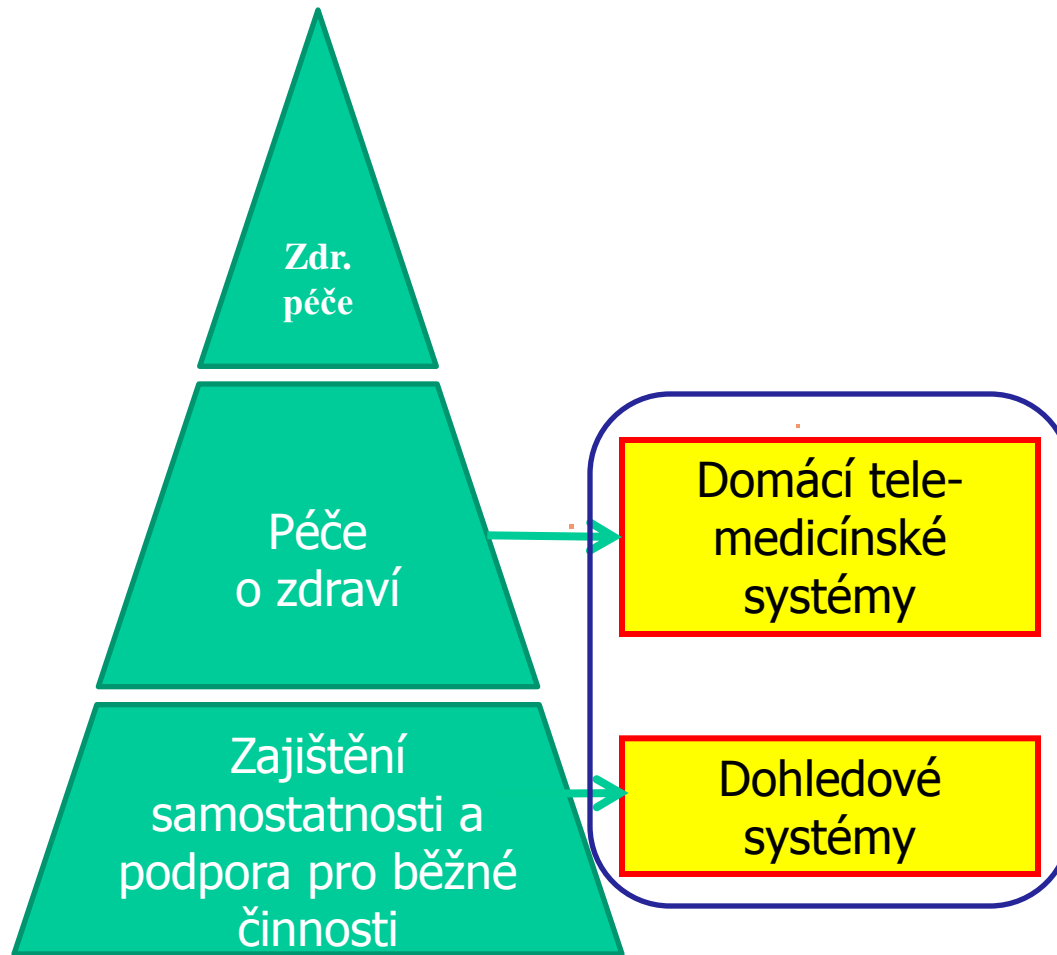 Zdr.
péče
Péče
o zdraví
Domácí tele-
medicínské
systémy
Zajištění
samostatnosti a
podpora pro běžné
činnosti
Dohledové
systémy